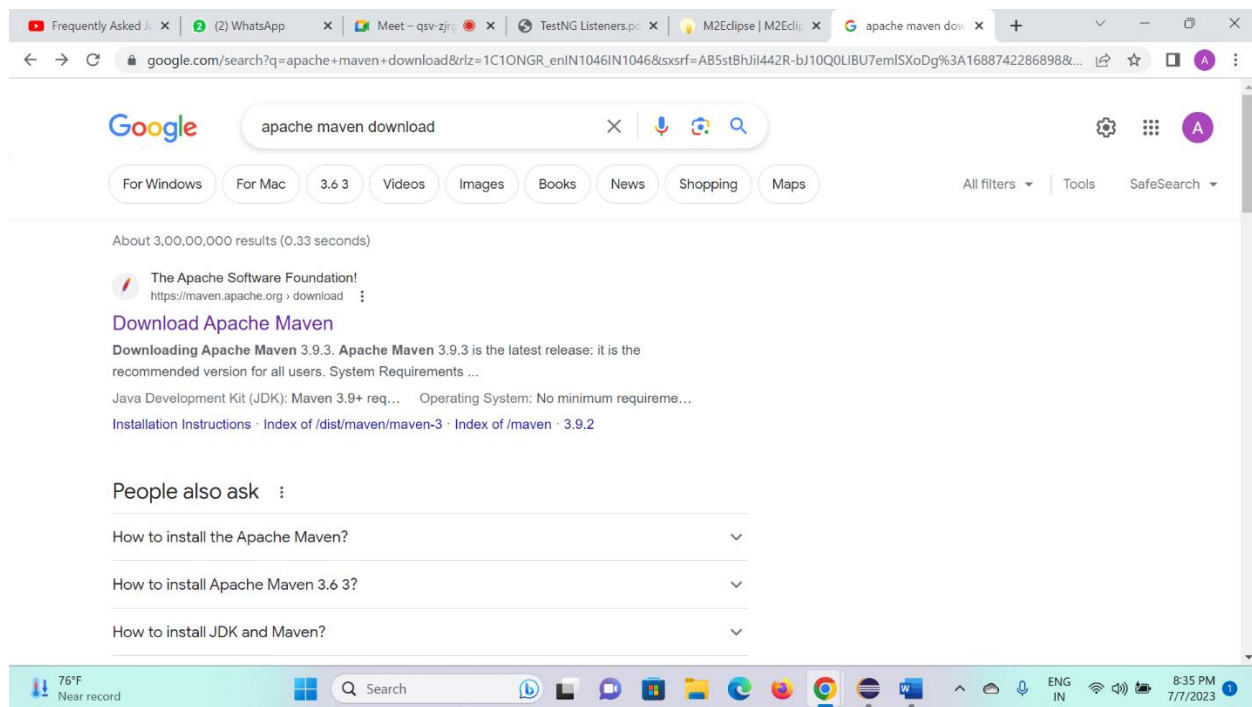 Frequently Asked Ja
2 (2) WhatsApp
Meet – qsv-zjrg
TestNG Listeners.pd
M2Eclipse | M2Eclip
apache maven dow
google.com/search?q=apache+maven+download&rlz=1C1ONGR_enIN1046IN1046&sxsrf=AB5stBhJiI442R-bJ10Q0LIBU7emISXoDg%3A1688742286898&...
A
Google
apache maven download
A
For Windows
For Mac
3.6 3
Videos
Images
Books
News
Shopping
Maps
All filters
Tools
SafeSearch
About 3,00,00,000 results (0.33 seconds)
The Apache Software Foundation!
https://maven.apache.org › download
Download Apache Maven
Downloading Apache Maven 3.9.3. Apache Maven 3.9.3 is the latest release: it is the
recommended version for all users. System Requirements ...
Java Development Kit (JDK): Maven 3.9+ req… Operating System: No minimum requireme…
Installation Instructions · Index of /dist/maven/maven-3 · Index of /maven · 3.9.2
People also ask
How to install the Apache Maven?
How to install Apache Maven 3.6 3?
How to install JDK and Maven?
76°F
Near record
Search
ENG
IN
8:35 PM
7/7/2023
1